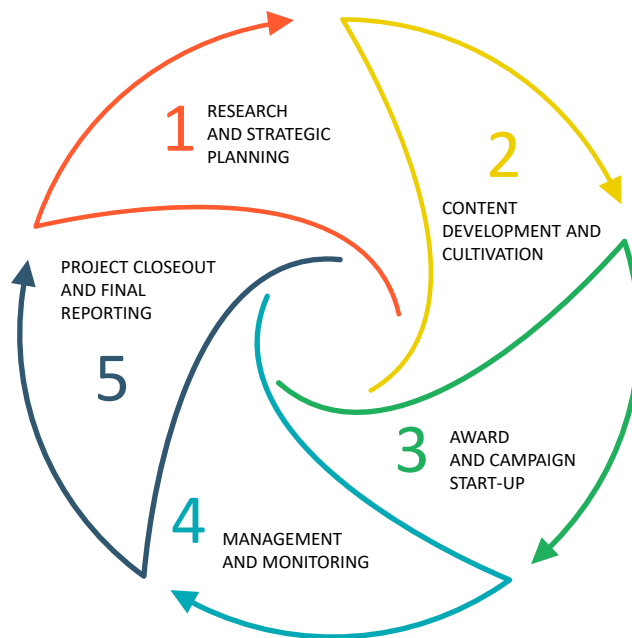 1
RESEARCH
AND STRATEGIC
PLANNING
2
CONTENT
DEVELOPMENT AND
CULTIVATION
3
AWARD
AND CAMPAIGN
START-UP
4
MANAGEMENT
AND MONITORING
PROJECT CLOSEOUT
AND FINAL
REPORTING
5